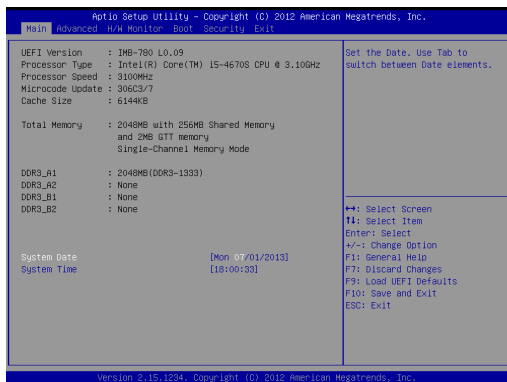 Aptio Setup Utility – Copyright (C) 2012 American Megatrends, Inc.
Main Advanced H/W Monitor Boot Security Exit
UEFI Version : IMB-780 L0.09
Processor Type : Intel(R) Core(TM) i5-4670S CPU @ 3.10GHz
Processor Speed : 3100MHz
Microcode Update : 306C3/7
Cache Size : 6144KB
Total Memory : 2048MB with 256MB Shared Memory
and 2MB GTT memory
Single-Channel Memory Mode
DDR3_A1 : 2048MB(DDR3-1333)
DDR3_A2 : None
DDR3_B1 : None
DDR3_B2 : None
System Date [Mon 07/01/2013]
System Time [18:00:33]
Set the Date. Use Tab to
switch between Date elements.
↔: Select Screen
↑↓: Select Item
Enter: Select
+/-: Change Option
F1: General Help
F7: Discard Changes
F9: Load UEFI Defaults
F10: Save and Exit
ESC: Exit
Version 2.15.1234. Copyright (C) 2012 American Megatrends, Inc.